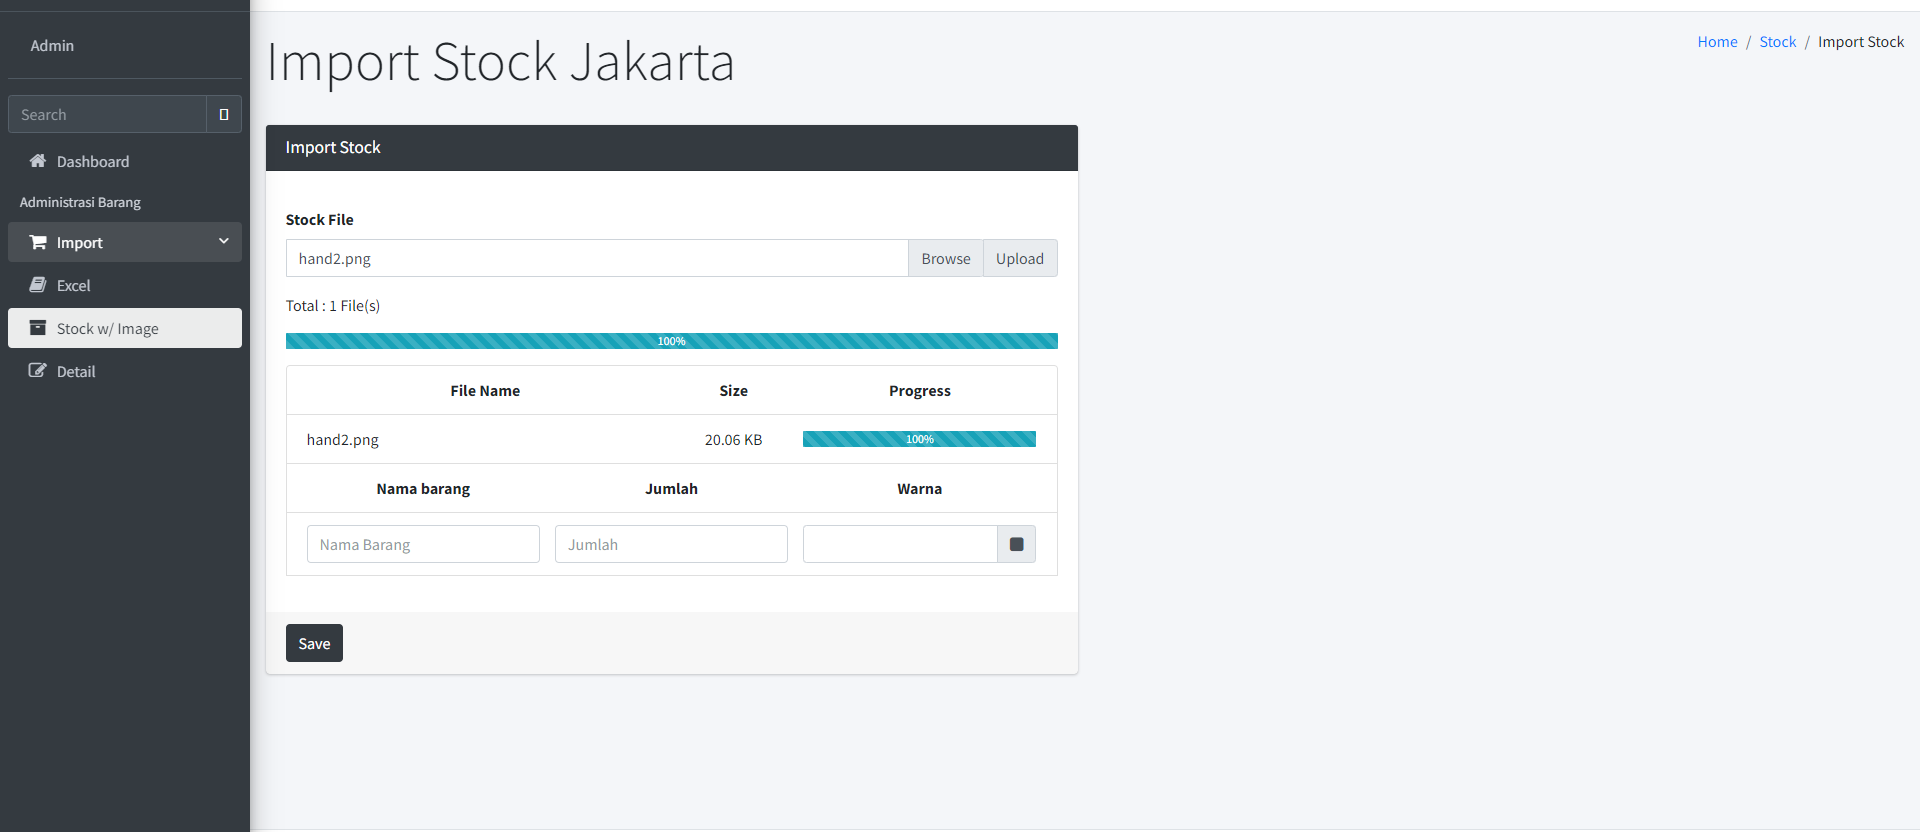 Admin
Search
Dashboard
Administrasi Barang
Import
Excel
Stock w/ Image
Detail
Import Stock Jakarta
Home / Stock / Import Stock
Import Stock
Stock File
hand2.png Browse Upload
Total : 1 File(s)
100%
File Name Size Progress
hand2.png 20.06 KB 100%
Nama barang Jumlah Warna
Nama Barang Jumlah
Save